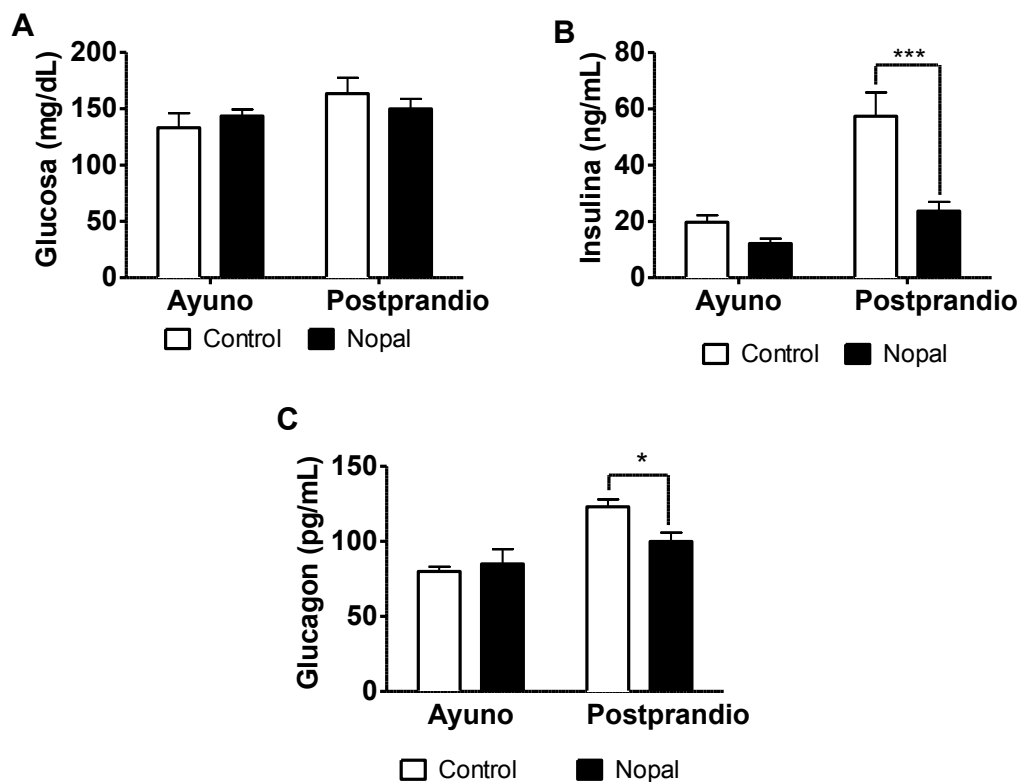 A
Glucosa (mg/dL)
200
150
100
50
0
Ayuno Postprandio
Control Nopal
B
Insulina (ng/mL)
80
60
40
20
0
***
Ayuno Postprandio
Control Nopal
C
Glucagon (pg/mL)
150
100
50
0
*
Ayuno Postprandio
Control Nopal